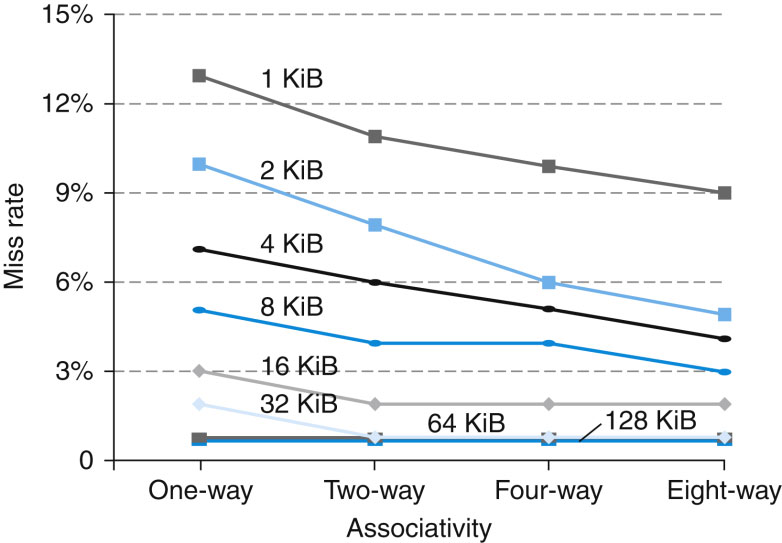 15%
1 KiB
12%
2 KiB
9%
4 KiB
6%
8 KiB
16 KiB
3%
32 KiB
64 KiB
128 KiB
0
Miss rate
One-way
Two-way
Four-way
Eight-way
Associativity